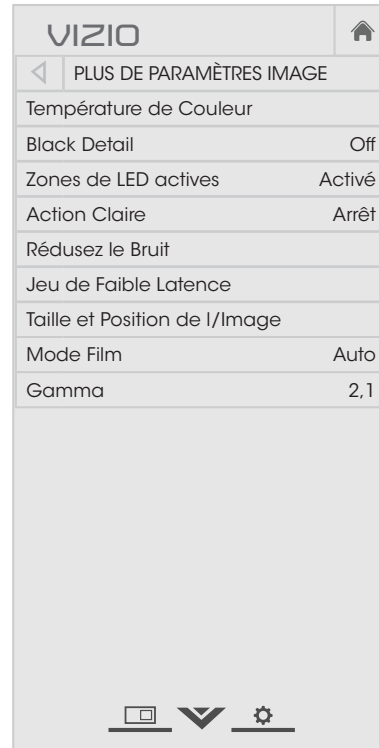 VIZIO
PLUS DE PARAMÈTRES IMAGE
Température de Couleur
Black Detail Off
Zones de LED actives Activé
Action Claire Arrêt
Rédusez le Bruit
Jeu de Faible Latence
Taille et Position de l/Image
Mode Film Auto
Gamma 2,1